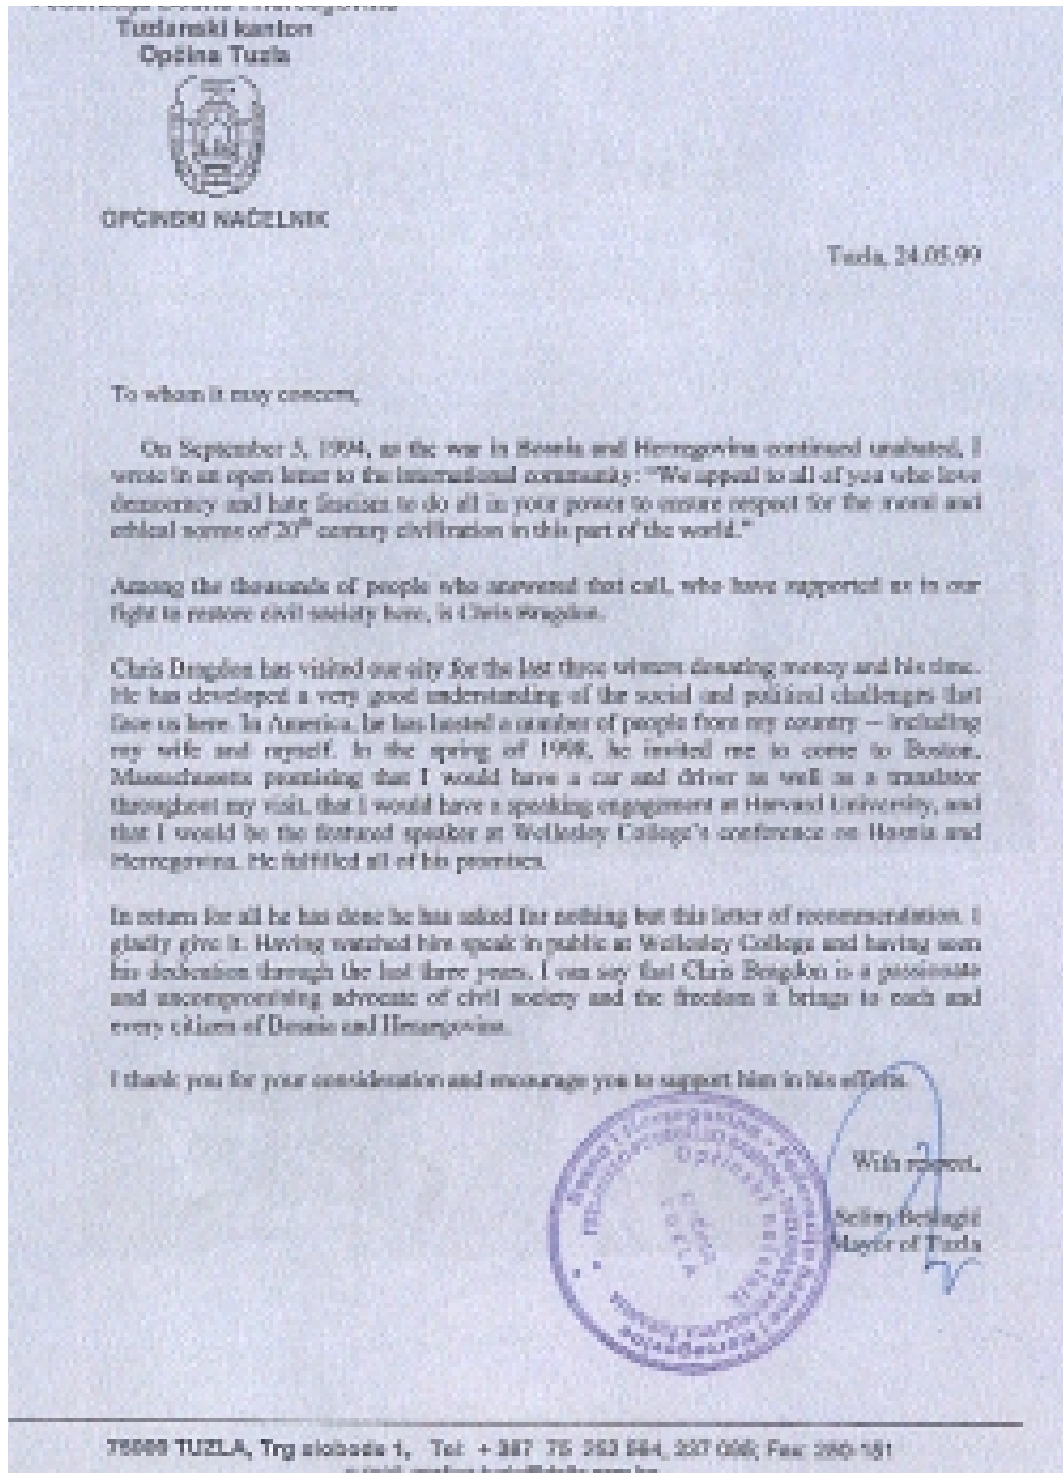 Tuzlanski kanton
Općina Tuzla
OPĆINSKI NAČELNIK
Tuzla, 24.05.99
To whom it may concern,
On September 5, 1994, as the war in Bosnia and Herzegovina continued unabated, I
wrote in an open letter to the international community: "We appeal to all of you who love
democracy and hate fascism to do all in your power to ensure respect for the moral and
ethical norms of 20th century civilization in this part of the world."
Among the thousands of people who answered that call, who have supported us in our
fight to restore civil society here, is Chris Bragdon.
Chris Bragdon has visited our city for the last three winters donating money and his time.
He has developed a very good understanding of the social and political challenges that
face us here. In America, he has hosted a number of people from my country – including
my wife and myself. In the spring of 1998, he invited me to come to Boston,
Massachusetts promising that I would have a car and driver as well as a translator
throughout my visit, that I would have a speaking engagement at Harvard University, and
that I would be the featured speaker at Wellesley College's conference on Bosnia and
Herzegovina. He fulfilled all of his promises.
In return for all he has done he has asked for nothing but this letter of recommendation. I
gladly give it. Having watched him speak in public at Wellesley College and having seen
his dedication through the last three years, I can say that Chris Bragdon is a passionate
and uncompromising advocate of civil society and the freedom it brings to each and
every citizen of Bosnia and Herzegovina.
I thank you for your consideration and encourage you to support him in his efforts.
With respect,
Selim Bešlagić
Mayor of Tuzla
Općinski načelnik
TUZLA
75000 TUZLA, Trg slobode 1, Tel: + 387 75 252 Fax: